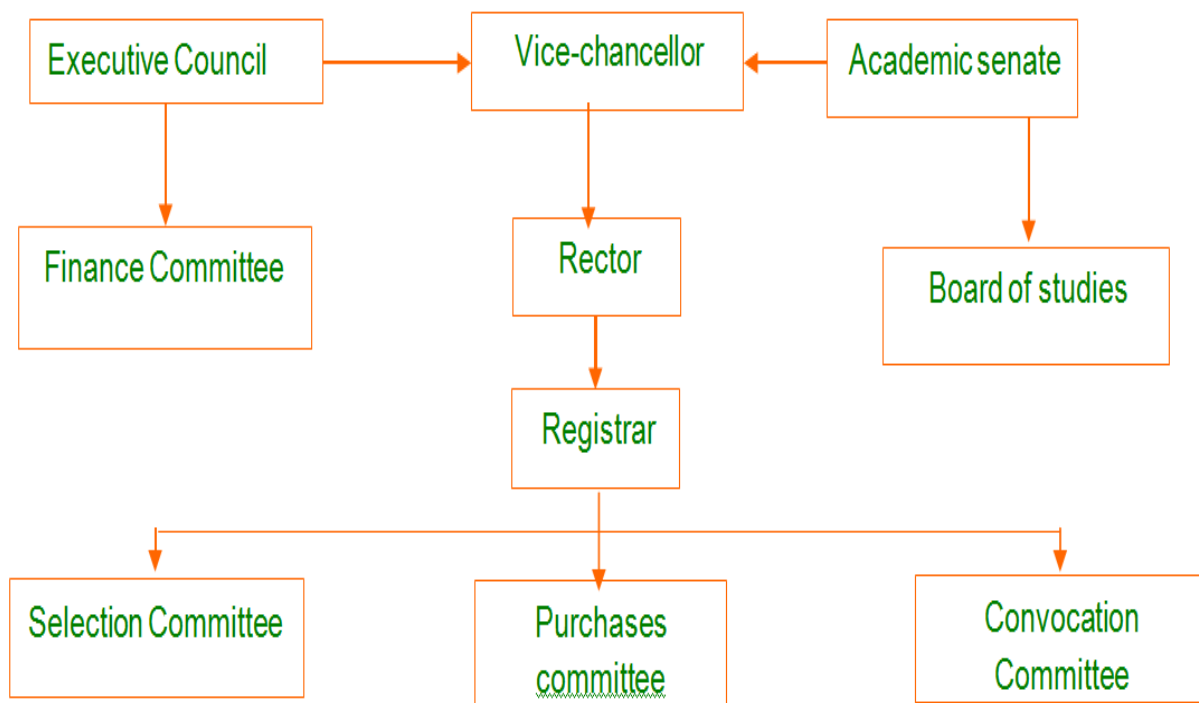 Executive Council
Vice-chancellor
Academic senate
Finance Committee
Rector
Board of studies
Registrar
Selection Committee
Purchases
committee
Convocation
Committee